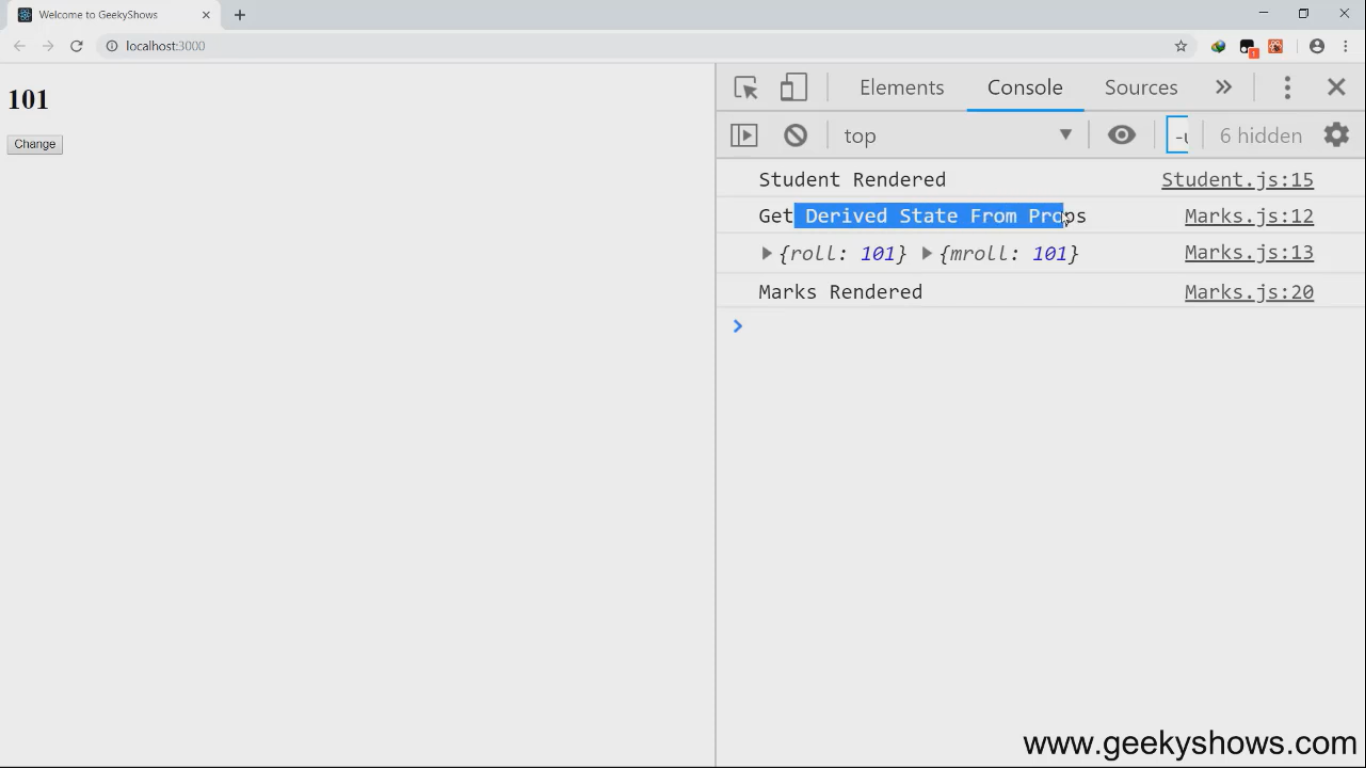 Welcome to GeekyShows
localhost:3000
101
Change
Elements Console Sources
top -u 6 hidden
Student Rendered Student.js:15
Get Derived State From Props Marks.js:12
{roll: 101} {mroll: 101} Marks.js:13
Marks Rendered Marks.js:20
www.geekyshows.com